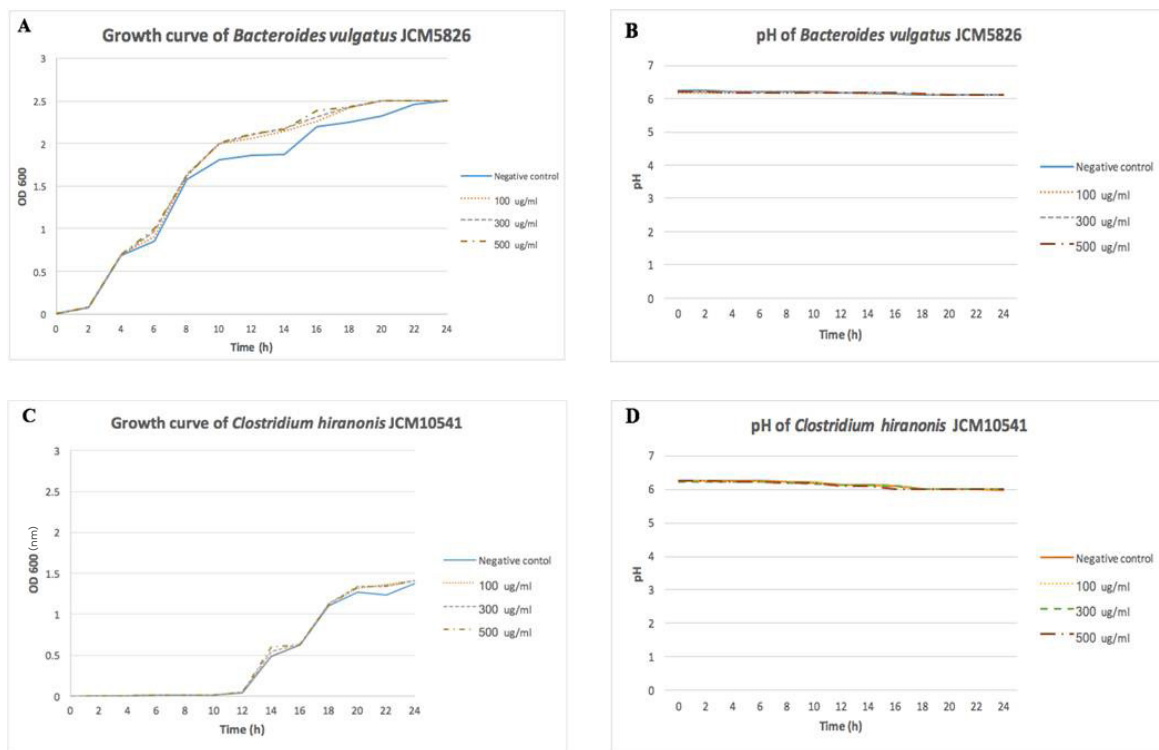 A
Growth curve of Bacteroides vulgatus JCM5826
3
2.5
2
1.5
1
0.5
0
OD 600
0 2 4 6 8 10 12 14 16 18 20 22 24
Time (h)
Negative control
100 ug/ml
300 ug/ml
500 ug/ml
B
pH of Bacteroides vulgatus JCM5826
7
6
5
4
3
2
1
0
pH
0 2 4 6 8 10 12 14 16 18 20 22 24
Time (h)
Negative control
100 ug/ml
300 ug/ml
500 ug/ml
C
Growth curve of Clostridium hiranonis JCM10541
3
2.5
2
1.5
1
0.5
0
OD 600 (nm)
0 2 4 6 8 10 12 14 16 18 20 22 24
Time (h)
Negative contol
100 ug/ml
300 ug/ml
500 ug/ml
D
pH of Clostridium hiranonis JCM10541
7
6
5
4
3
2
1
0
pH
0 2 4 6 8 10 12 14 16 18 20 22 24
Time (h)
Negative control
100 ug/ml
300 ug/ml
500 ug/ml